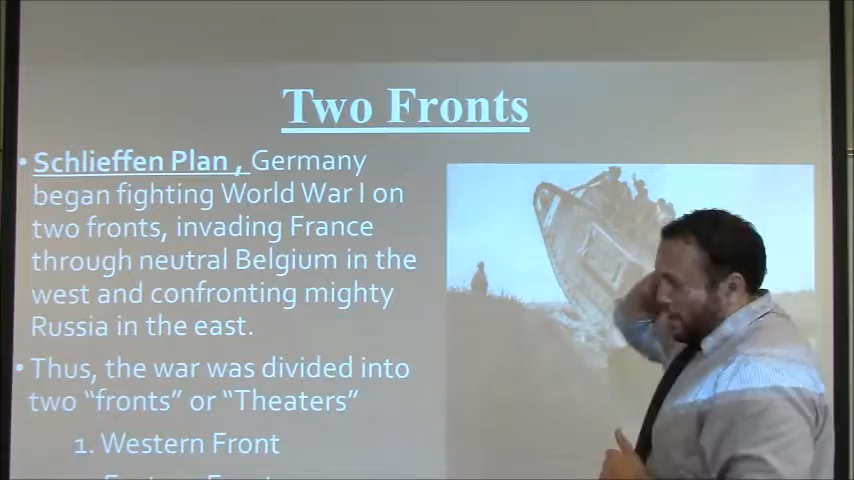 Two Fronts
• Schlieffen Plan , Germany
began fighting World War I on
two fronts, invading France
through neutral Belgium in the
west and confronting mighty
Russia in the east.
• Thus, the war was divided into
two “fronts” or “Theaters”
1. Western Front